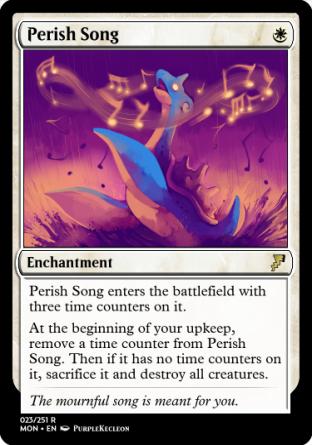 Perish Song
Enchantment
Perish Song enters the battlefield with
three time counters on it.
At the beginning of your upkeep,
remove a time counter from Perish
Song. Then if it has no time counters on
it, sacrifice it and destroy all creatures.
The mournful song is meant for you.
023/251 R
MON • EN PurpleKecleon